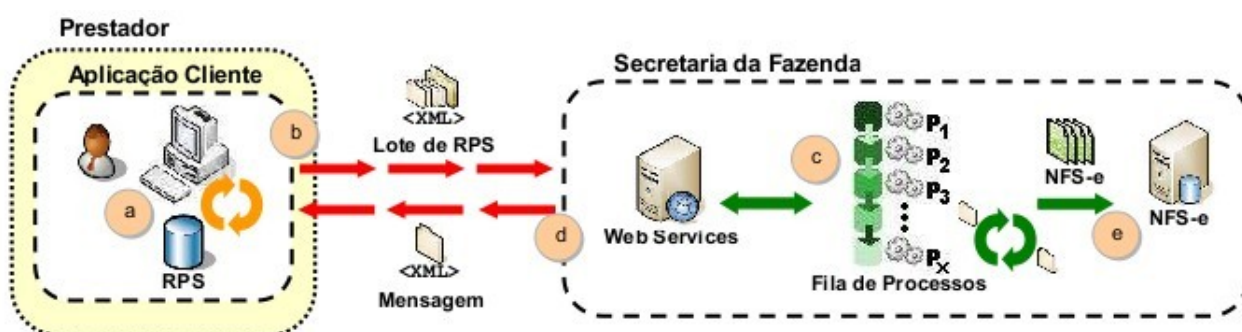 Prestador
Aplicação Cliente
a
RPS
b
<XML>
Lote de RPS
<XML>
Mensagem
Secretaria da Fazenda
d
Web Services
c
P1
P2
P3
Px
Fila de Processos
NFS-e
e
NFS-e